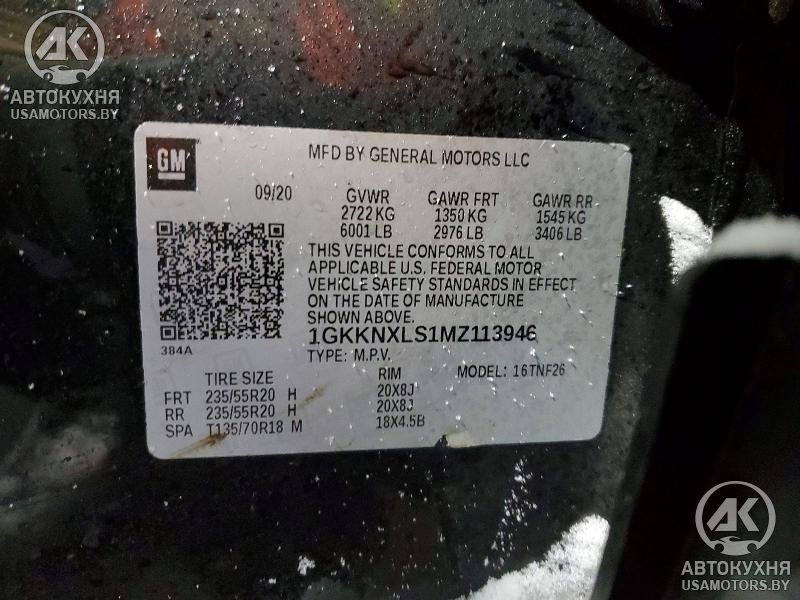 AK
АВТОКУХНЯ
USAMOTORS.BY
GM
MFD BY GENERAL MOTORS LLC
09/20 GVWR GAWR FRT GAWR RR
2722 KG 1350 KG 1545 KG
6001 LB 2976 LB 3406 LB
THIS VEHICLE CONFORMS TO ALL
APPLICABLE U.S. FEDERAL MOTOR
VEHICLE SAFETY STANDARDS IN EFFECT
ON THE DATE OF MANUFACTURE
SHOWN ABOVE.
384A
1GKKNXLS1MZ113946
TYPE: M.P.V. MODEL: 16TNF26
TIRE SIZE RIM
FRT 235/55R20 H 20X8J
RR 235/55R20 H 20X8J
SPA T135/70R18 M 18X4.5B
AK
АВТОКУХНЯ
USAMOTORS.BY